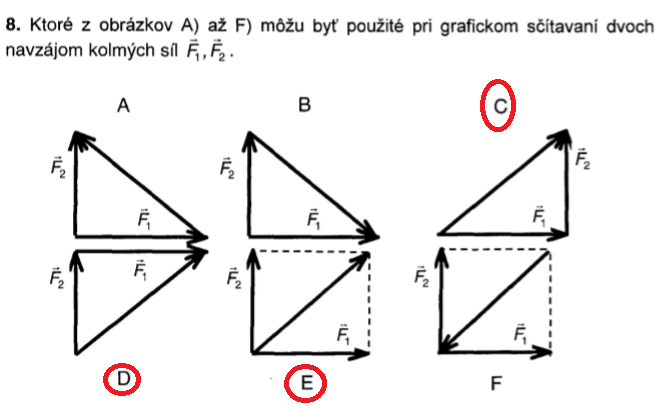 8. Ktoré z obrázkov A) až F) môžu byť použité pri grafickom sčítavaní dvoch
navzájom kolmých síl F⃗₁, F⃗₂ .
A B C
F⃗₂ F⃗₂ F⃗₂
F⃗₁ F⃗₁ F⃗₁
F⃗₂ F⃗₁ F⃗₂ F⃗₂
F⃗₁ F⃗₁
D E F